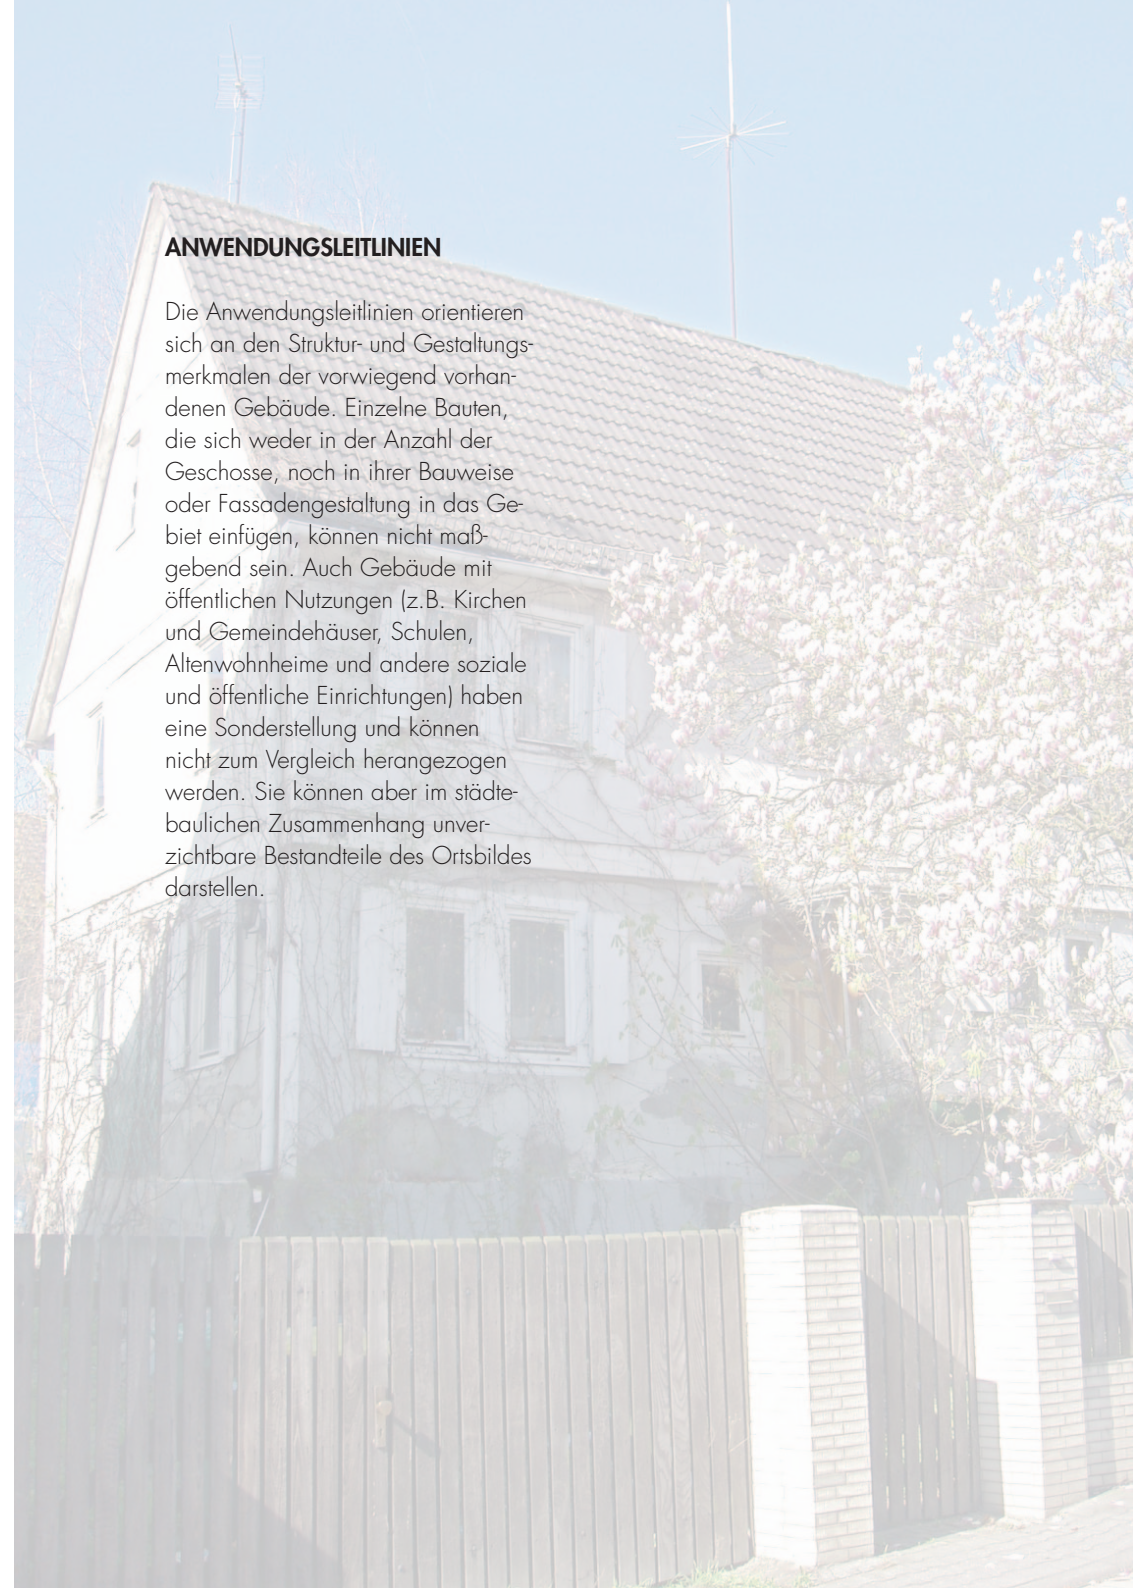 ANWENDUNGSLEITLINIEN
Die Anwendungsleitlinien orientieren
sich an den Struktur- und Gestaltungs-
merkmalen der vorwiegend vorhan-
denen Gebäude. Einzelne Bauten,
die sich weder in der Anzahl der
Geschosse, noch in ihrer Bauweise
oder Fassadengestaltung in das Ge-
biet einfügen, können nicht maß-
gebend sein. Auch Gebäude mit
öffentlichen Nutzungen (z.B. Kirchen
und Gemeindehäuser, Schulen,
Altenwohnheime und andere soziale
und öffentliche Einrichtungen) haben
eine Sonderstellung und können
nicht zum Vergleich herangezogen
werden. Sie können aber im städte-
baulichen Zusammenhang unver-
zichtbare Bestandteile des Ortsbildes
darstellen.